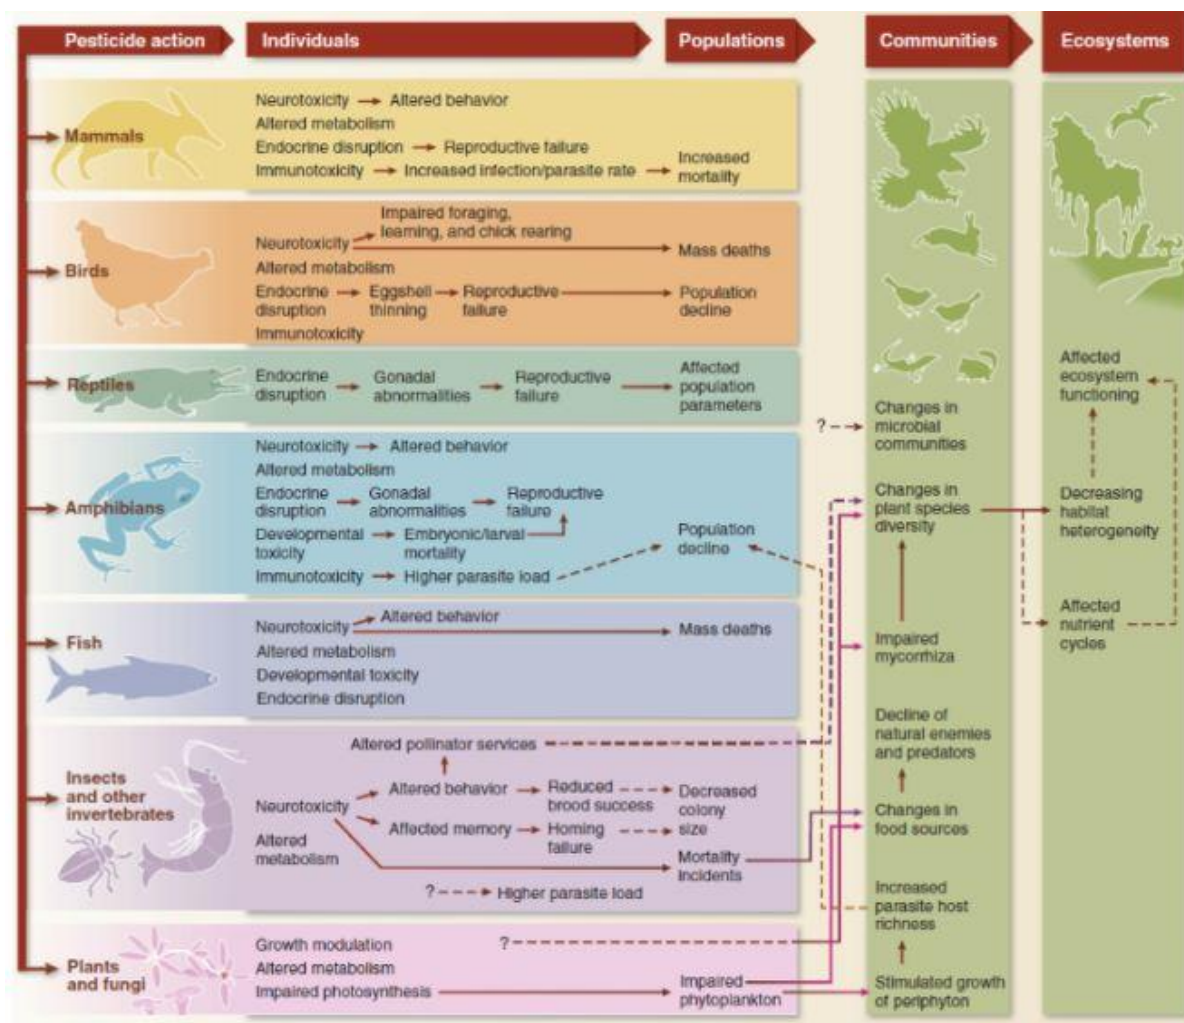 Pesticide action
Individuals
Populations
Communities
Ecosystems
Mammals
Neurotoxicity
Altered behavior
Altered metabolism
Endocrine disruption
Reproductive failure
Immunotoxicity
Increased infection/parasite rate
Increased
mortality
Birds
Impaired foraging,
learning, and chick rearing
Neurotoxicity
Mass deaths
Altered metabolism
Endocrine
disruption
Eggshell
thinning
Reproductive
failure
Population
decline
Immunotoxicity
Reptiles
Endocrine
disruption
Gonadal
abnormalities
Reproductive
failure
Affected
population
parameters
Amphibians
Neurotoxicity
Altered behavior
Altered metabolism
Endocrine
disruption
Gonadal
abnormalities
Reproductive
failure
Developmental
toxicity
Embryonic/larval
mortality
Immunotoxicity
Higher parasite load
Population
decline
Fish
Neurotoxicity
Altered behavior
Mass deaths
Altered metabolism
Developmental toxicity
Endocrine disruption
Insects
and other
invertebrates
Altered pollinator services
Neurotoxicity
Altered behavior
Reduced
brood success
Decreased
colony
size
Affected memory
Homing
failure
Altered
metabolism
Mortality
incidents
?
Higher parasite load
Plants
and fungi
Growth modulation
?
Altered metabolism
Impaired photosynthesis
Impaired
phytoplankton
?
Changes in
microbial
communities
Changes in
plant species
diversity
Impaired
mycorrhiza
Decline of
natural enemies
and predators
Changes in
food sources
Increased
parasite host
richness
Stimulated growth
of periphyton
Affected
ecosystem
functioning
Decreasing
habitat
heterogeneity
Affected
nutrient
cycles